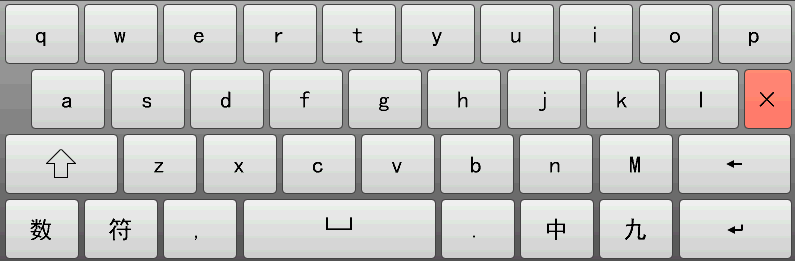 q w e r t y u i o p
a s d f g h j k l ×
z x c v b n M ←
数 符 , . 中 九 ↵